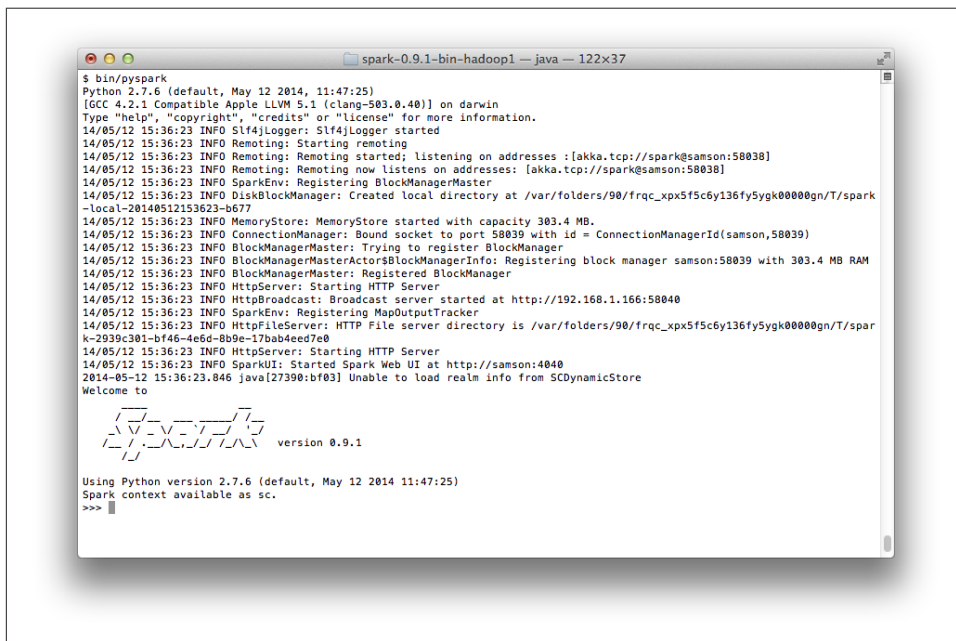 spark-0.9.1-bin-hadoop1 — java — 122×37
$ bin/pyspark
Python 2.7.6 (default, May 12 2014, 11:47:25)
[GCC 4.2.1 Compatible Apple LLVM 5.1 (clang-503.0.40)] on darwin
Type "help", "copyright", "credits" or "license" for more information.
14/05/12 15:36:23 INFO Slf4jLogger: Slf4jLogger started
14/05/12 15:36:23 INFO Remoting: Starting remoting
14/05/12 15:36:23 INFO Remoting: Remoting started; listening on addresses :[akka.tcp://spark@samson:58038]
14/05/12 15:36:23 INFO Remoting: Remoting now listens on addresses: [akka.tcp://spark@samson:58038]
14/05/12 15:36:23 INFO SparkEnv: Registering BlockManagerMaster
14/05/12 15:36:23 INFO DiskBlockManager: Created local directory at /var/folders/90/frqc_xpx5f5c6y136fy5ygk00000gn/T/spark
-local-20140512153623-b677
14/05/12 15:36:23 INFO MemoryStore: MemoryStore started with capacity 303.4 MB.
14/05/12 15:36:23 INFO ConnectionManager: Bound socket to port 58039 with id = ConnectionManagerId(samson,58039)
14/05/12 15:36:23 INFO BlockManagerMaster: Trying to register BlockManager
14/05/12 15:36:23 INFO BlockManagerMasterActor$BlockManagerInfo: Registering block manager samson:58039 with 303.4 MB RAM
14/05/12 15:36:23 INFO BlockManagerMaster: Registered BlockManager
14/05/12 15:36:23 INFO HttpServer: Starting HTTP Server
14/05/12 15:36:23 INFO HttpBroadcast: Broadcast server started at http://192.168.1.166:58040
14/05/12 15:36:23 INFO SparkEnv: Registering MapOutputTracker
14/05/12 15:36:23 INFO HttpFileServer: HTTP File server directory is /var/folders/90/frqc_xpx5f5c6y136fy5ygk00000gn/T/spar
k-2939c301-bf46-4e6d-8b9e-17bab4eed7e0
14/05/12 15:36:23 INFO HttpServer: Starting HTTP Server
14/05/12 15:36:23 INFO SparkUI: Started Spark Web UI at http://samson:4040
2014-05-12 15:36:23.846 java[27390:bf03] Unable to load realm info from SCDynamicStore
Welcome to
      ____              __
     / __/__  ___ _____/ /__
    _\ \/ _ \/ _ `/ __/  '_/
   /__ / .__/\_,_/_/ /_/\_\   version 0.9.1
      /_/
Using Python version 2.7.6 (default, May 12 2014 11:47:25)
Spark context available as sc.
>>>